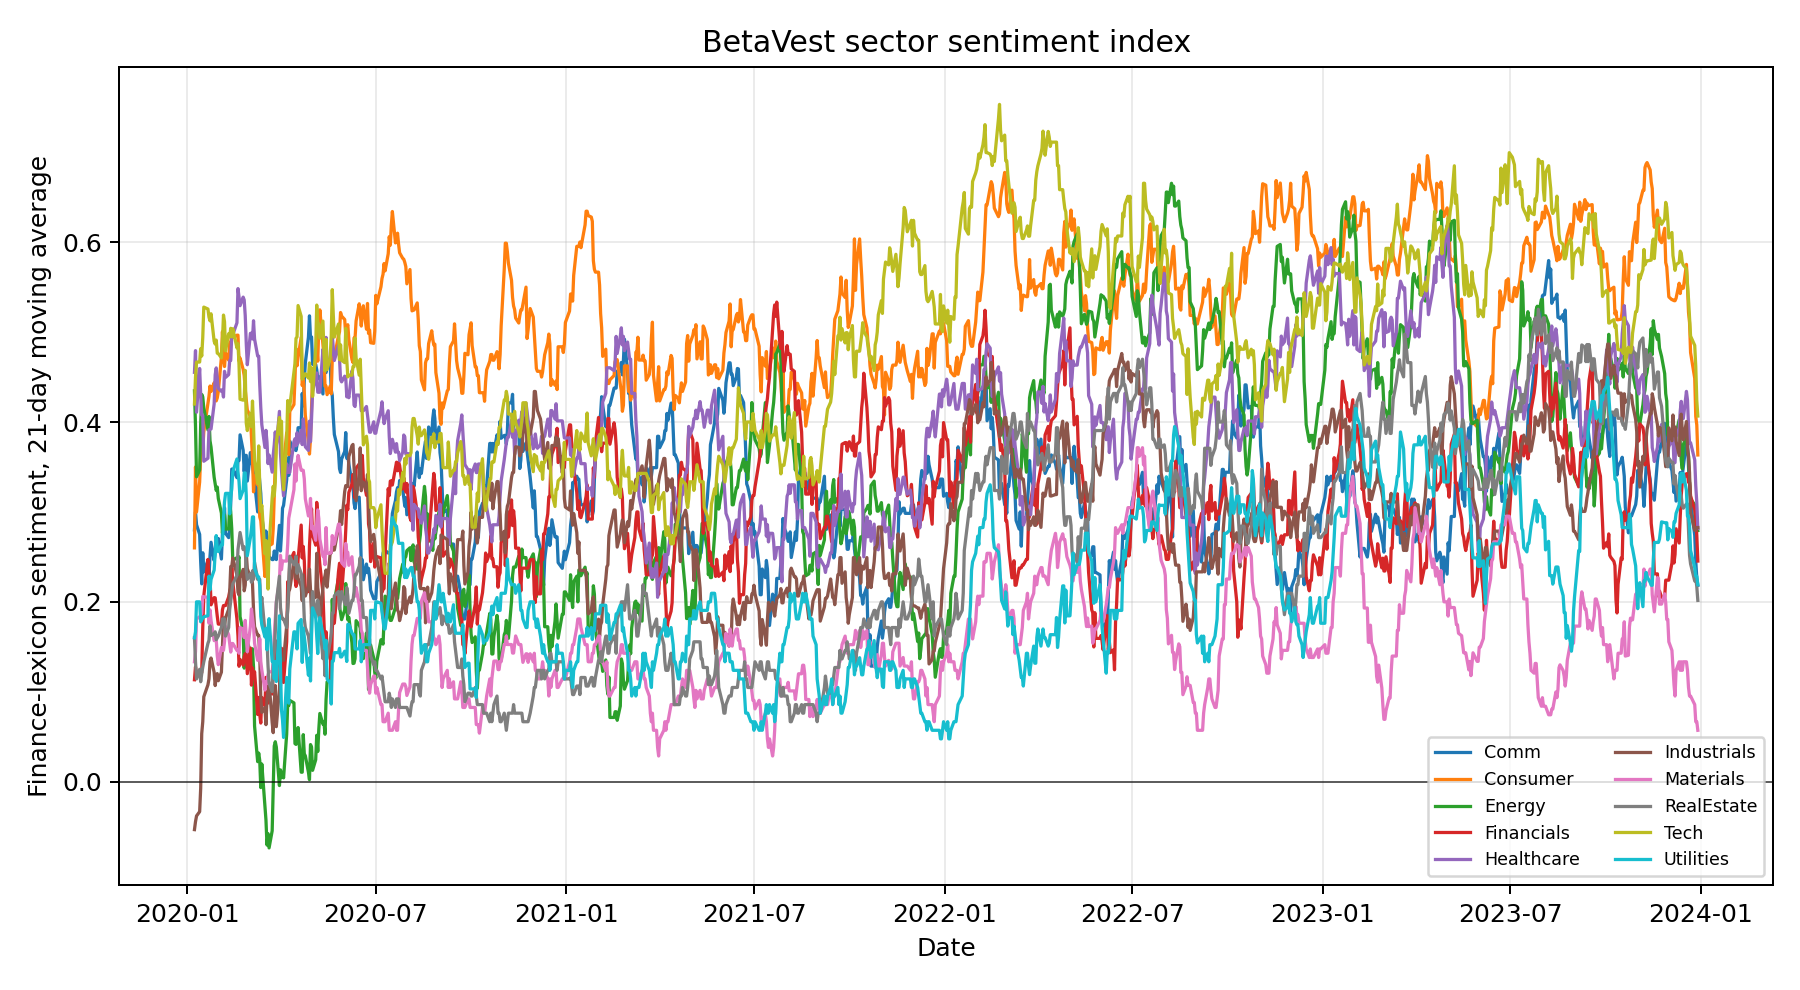 BetaVest sector sentiment index
Finance-lexicon sentiment, 21-day moving average
0.6
0.4
0.2
0.0
2020-01 2020-07 2021-01 2021-07 2022-01 2022-07 2023-01 2023-07 2024-01
Date
Comm
Consumer
Energy
Financials
Healthcare
Industrials
Materials
RealEstate
Tech
Utilities